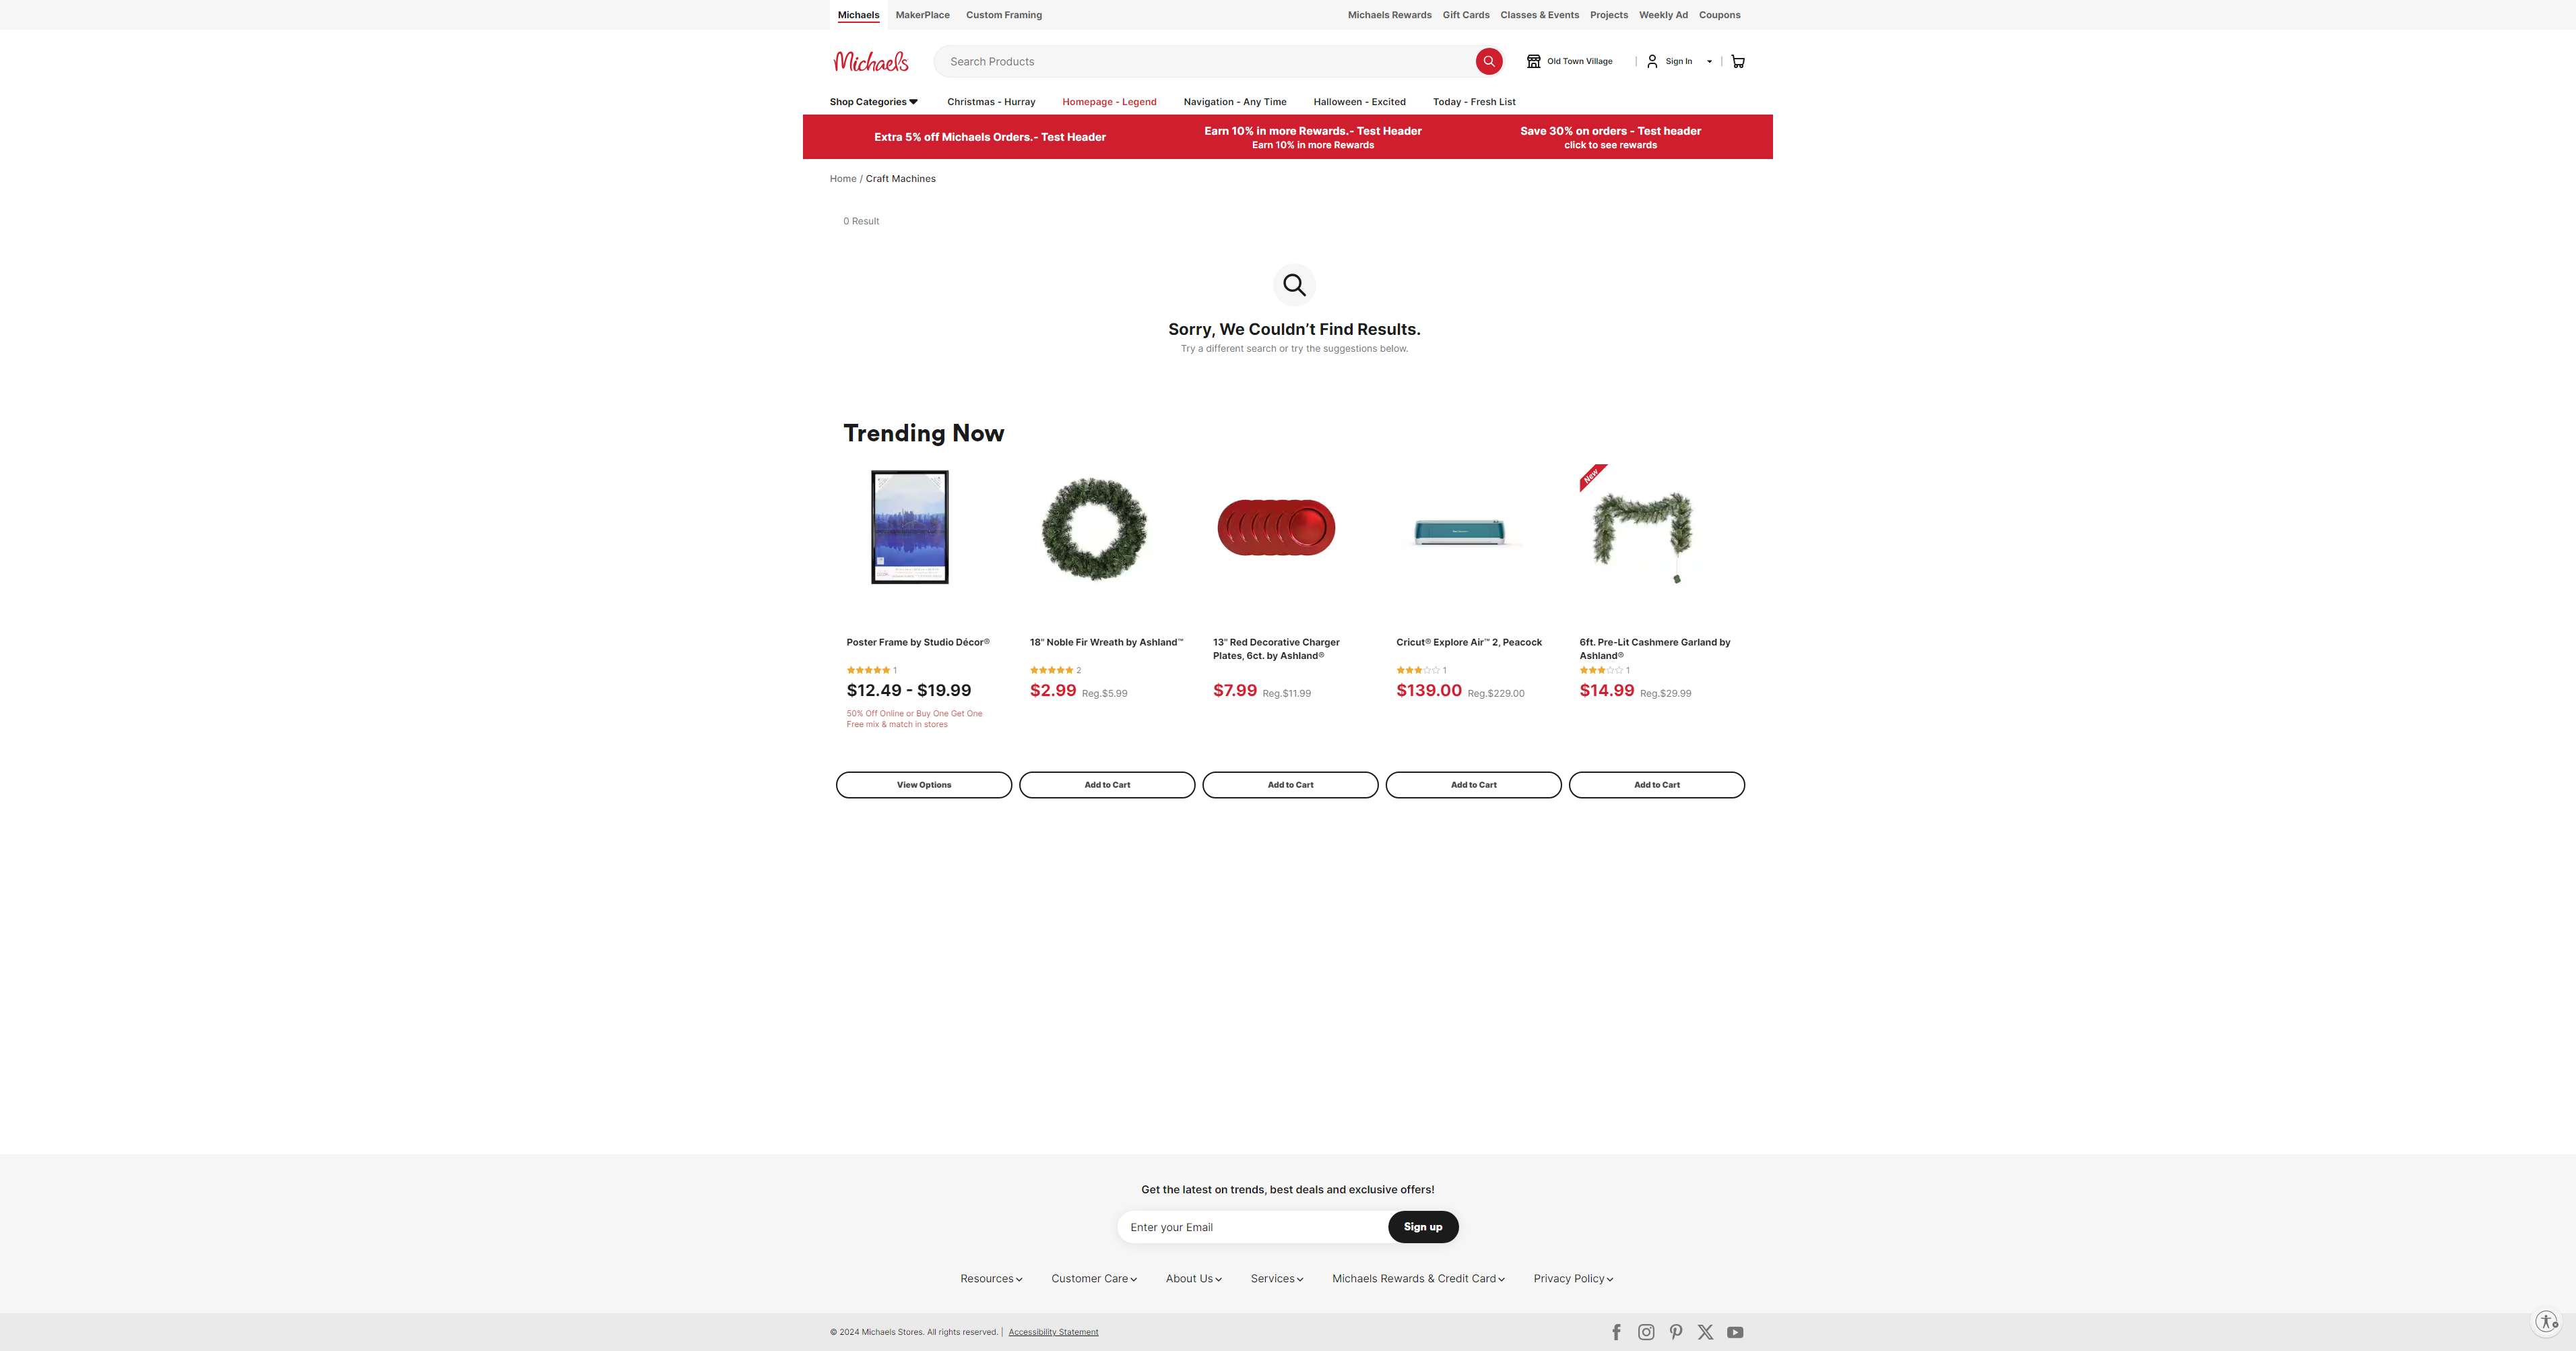 Michaels MakerPlace Custom Framing Michaels Rewards Gift Cards Classes & Events Projects Weekly Ad Coupons
Michaels Search Products Old Town Village | Sign In |
Shop Categories Christmas - Hurray Homepage - Legend Navigation - Any Time Halloween - Excited Today - Fresh List
Extra 5% off Michaels Orders.- Test Header
Earn 10% in more Rewards.- Test Header
Earn 10% in more Rewards
Save 30% on orders - Test header
click to see rewards
Home / Craft Machines
0 Result
Sorry, We Couldn’t Find Results.
Try a different search or try the suggestions below.
Trending Now
Poster Frame by Studio Décor®
1
$12.49 - $19.99
50% Off Online or Buy One Get One
Free mix & match in stores
View Options
18" Noble Fir Wreath by Ashland™
2
$2.99 Reg.$5.99
Add to Cart
13" Red Decorative Charger
Plates, 6ct. by Ashland®
$7.99 Reg.$11.99
Add to Cart
Cricut® Explore Air™ 2, Peacock
1
$139.00 Reg.$229.00
Add to Cart
New
6ft. Pre-Lit Cashmere Garland by
Ashland®
1
$14.99 Reg.$29.99
Add to Cart
Get the latest on trends, best deals and exclusive offers!
Enter your Email Sign up
Resources Customer Care About Us Services Michaels Rewards & Credit Card Privacy Policy
© 2024 Michaels Stores. All rights reserved. | Accessibility Statement